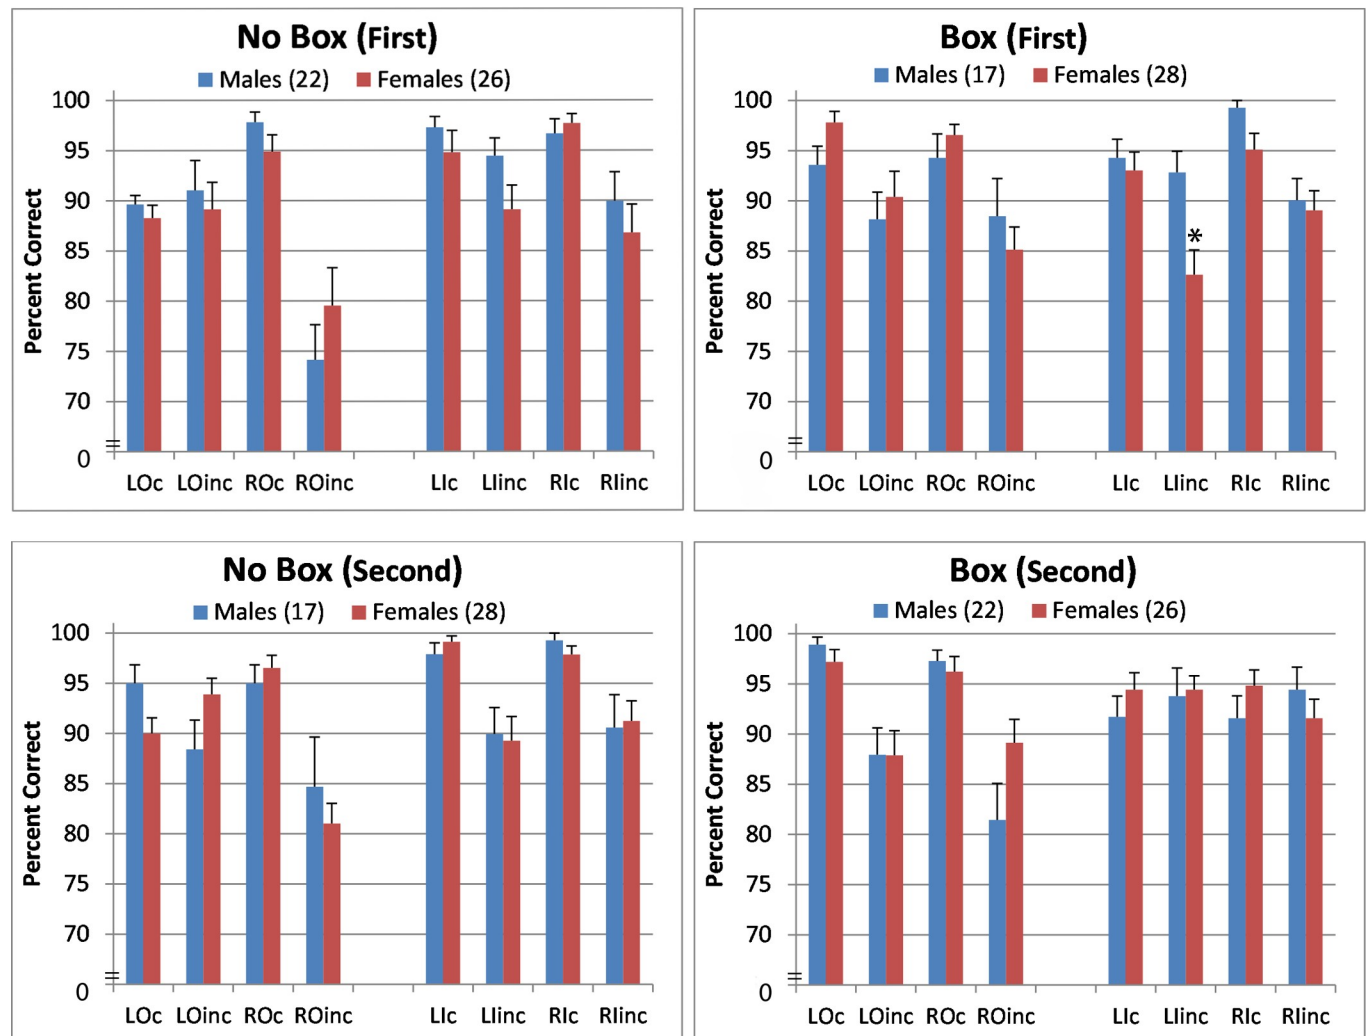 No Box (First)
Males (22) Females (26)
Percent Correct
100
95
90
85
80
75
70
0
LOc LOinc ROc ROinc LIc LIinc RIc RIinc
Box (First)
Males (17) Females (28)
Percent Correct
100
95
90
85
80
75
70
0
*
LOc LOinc ROc ROinc LIc LIinc RIc RIinc
No Box (Second)
Males (17) Females (28)
Percent Correct
100
95
90
85
80
75
70
0
LOc LOinc ROc ROinc LIc LIinc RIc RIinc
Box (Second)
Males (22) Females (26)
Percent Correct
100
95
90
85
80
75
70
0
LOc LOinc ROc ROinc LIc LIinc RIc RIinc